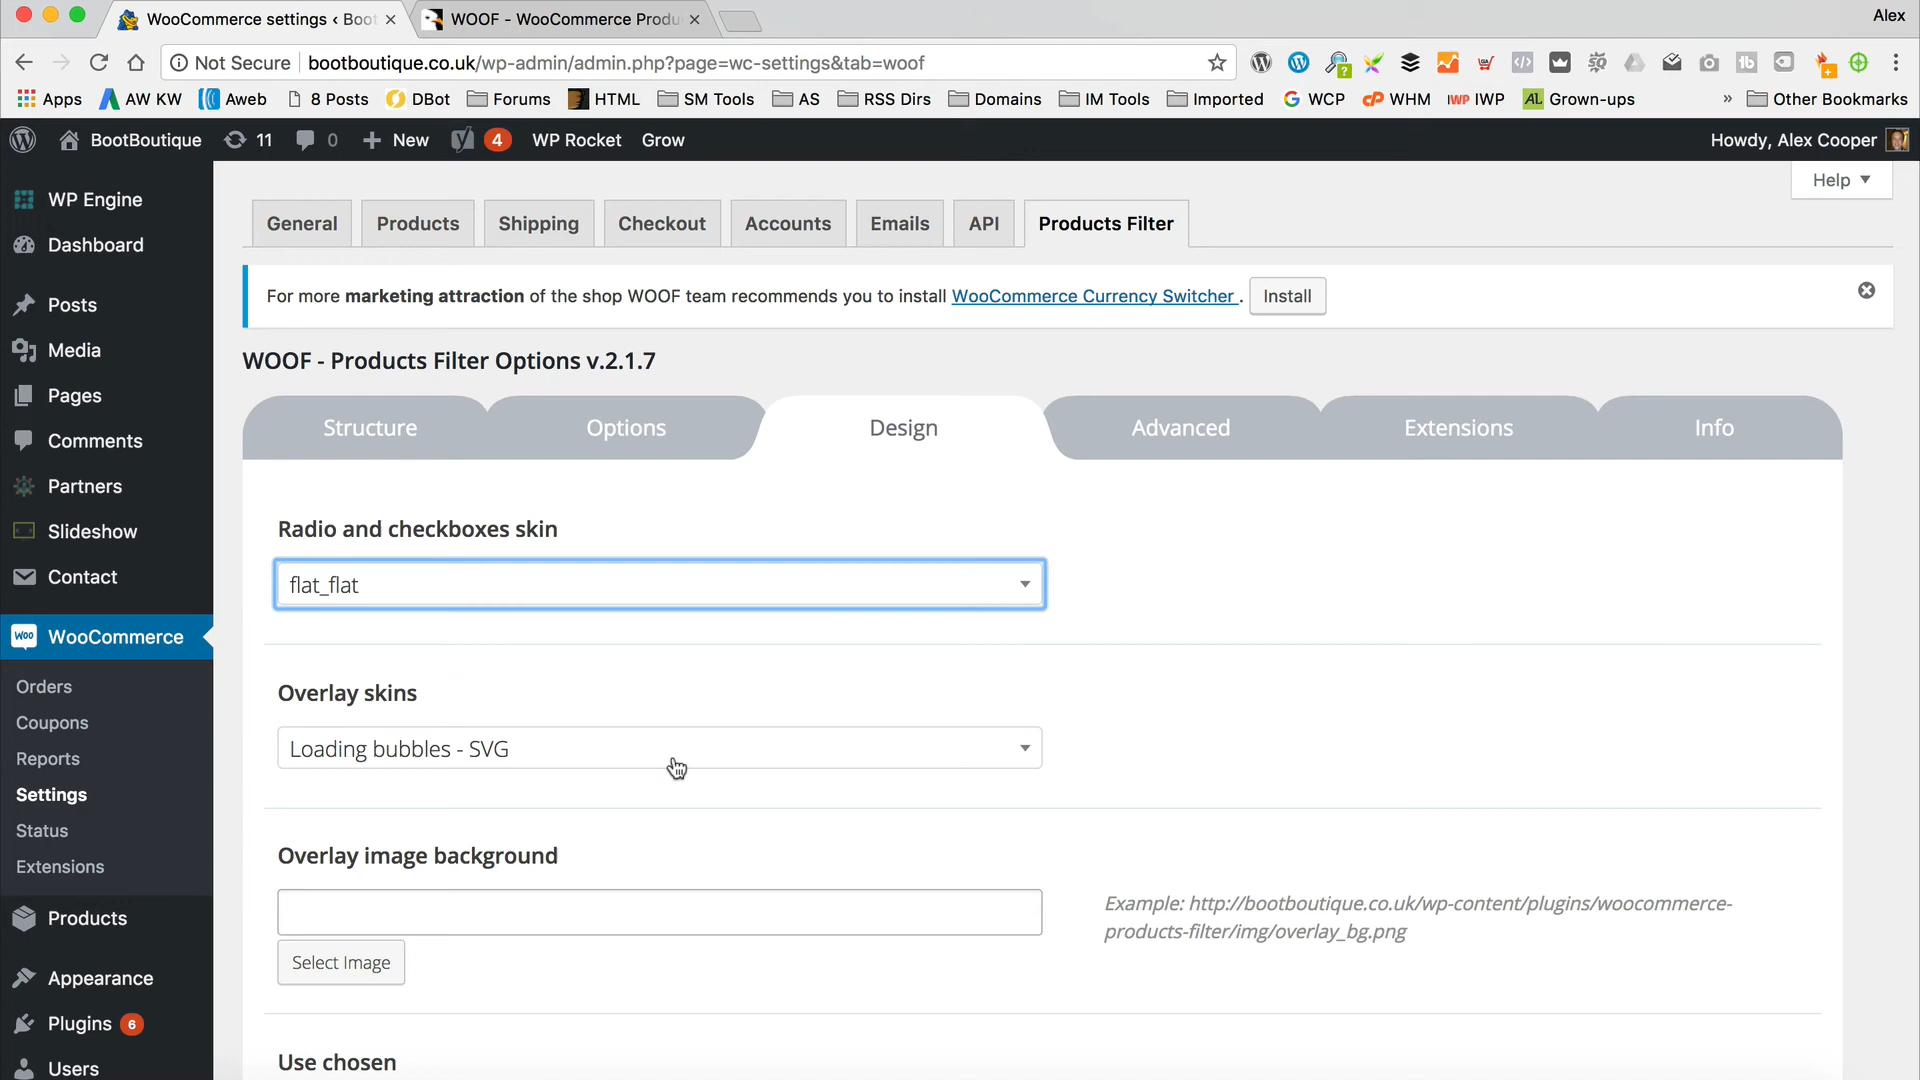 WooCommerce settings ‹ Boot
WOOF - WooCommerce Produ
Alex
Not Secure
bootboutique.co.uk/wp-admin/admin.php?page=wc-settings&tab=woof
Apps
AW KW
Aweb
8 Posts
DBot
Forums
HTML
SM Tools
AS
RSS Dirs
Domains
IM Tools
Imported
WCP
WHM
IWP IWP
AL Grown-ups
»
Other Bookmarks
BootBoutique
11
0
New
4
WP Rocket
Grow
Howdy, Alex Cooper
WP Engine
Dashboard
Posts
Media
Pages
Comments
Partners
Slideshow
Contact
Woo WooCommerce
Orders
Coupons
Reports
Settings
Status
Extensions
Products
Appearance
Plugins 6
Users
Help
General
Products
Shipping
Checkout
Accounts
Emails
API
Products Filter
For more marketing attraction of the shop WOOF team recommends you to install WooCommerce Currency Switcher . Install
WOOF - Products Filter Options v.2.1.7
Structure
Options
Design
Advanced
Extensions
Info
Radio and checkboxes skin
flat_flat
Overlay skins
Loading bubbles - SVG
Overlay image background
Example: http://bootboutique.co.uk/wp-content/plugins/woocommerce-
products-filter/img/overlay_bg.png
Select Image
Use chosen